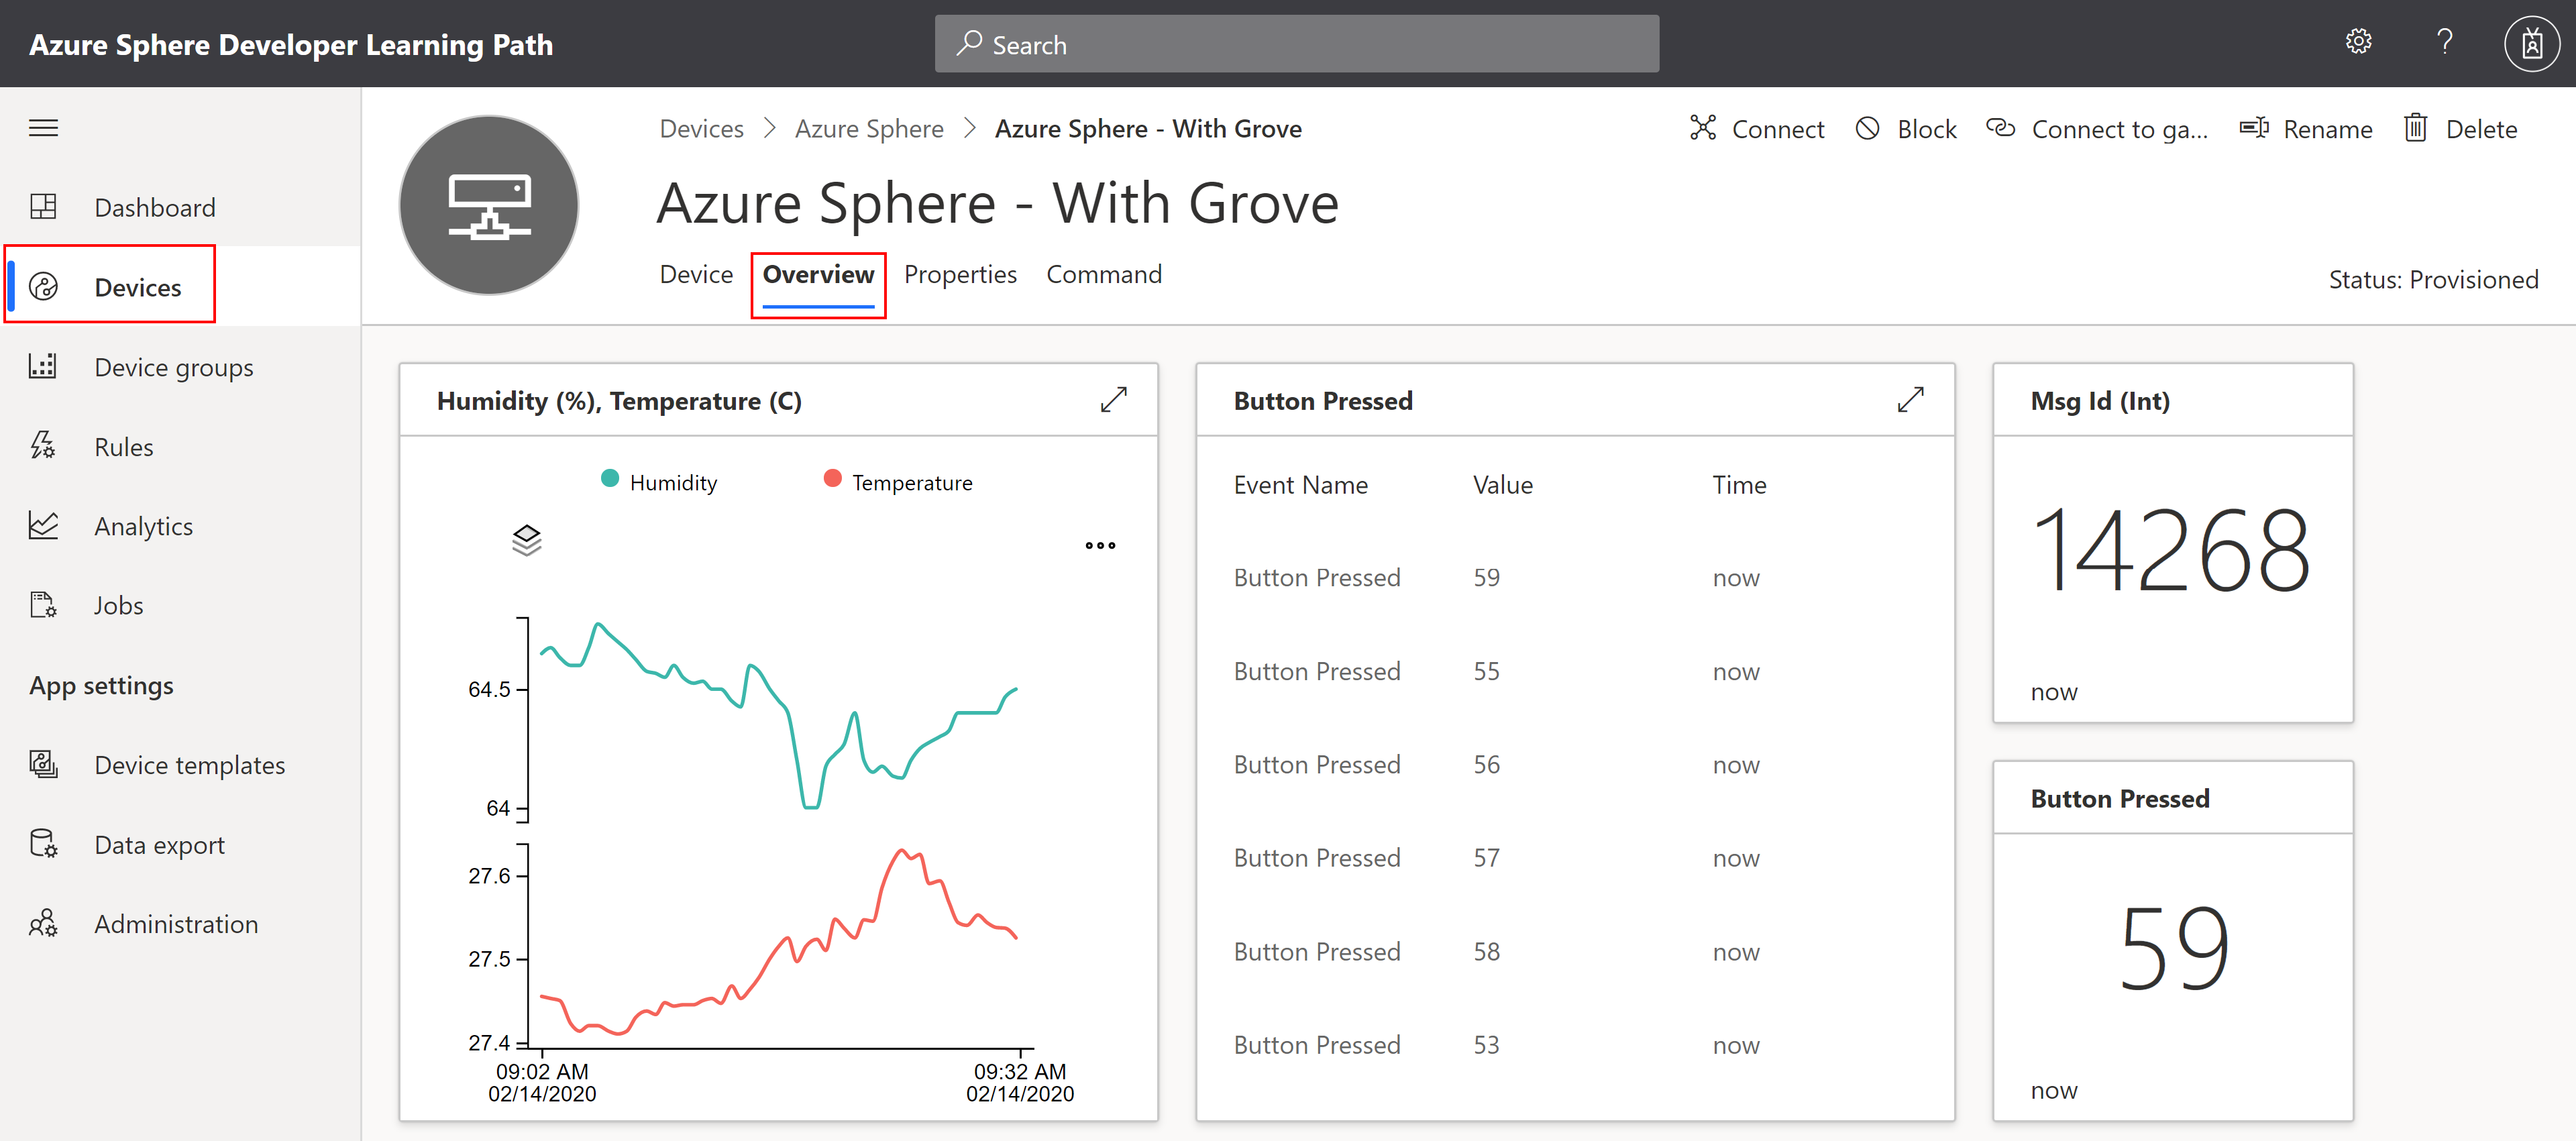 Azure Sphere Developer Learning Path
Search
Dashboard
Devices
Device groups
Rules
Analytics
Jobs
App settings
Device templates
Data export
Administration
Devices > Azure Sphere > Azure Sphere - With Grove
Connect Block Connect to ga... Rename Delete
Azure Sphere - With Grove
Device Overview Properties Command
Status: Provisioned
Humidity (%), Temperature (C)
Humidity Temperature
64.5
64
27.6
27.5
27.4
09:02 AM 09:32 AM
02/14/2020 02/14/2020
Button Pressed
Event Name Value Time
Button Pressed 59 now
Button Pressed 55 now
Button Pressed 56 now
Button Pressed 57 now
Button Pressed 58 now
Button Pressed 53 now
Msg Id (Int)
14268
now
Button Pressed
59
now